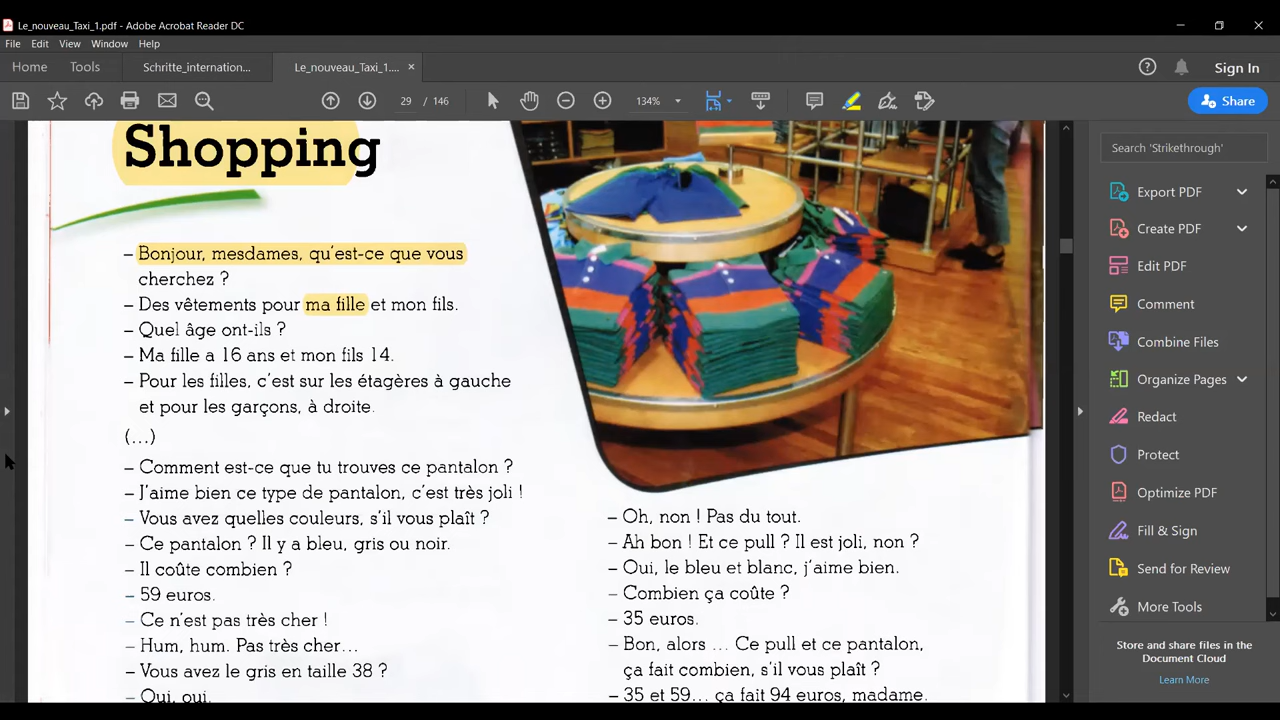 Le_nouveau_Taxi_1.pdf - Adobe Acrobat Reader DC
File Edit View Window Help
Home Tools Schritte_internation... Le_nouveau_Taxi_1....
Sign In
29 / 146
134%
Share
Shopping
– Bonjour, mesdames, qu'est-ce que vous
cherchez ?
– Des vêtements pour ma fille et mon fils.
– Quel âge ont-ils ?
– Ma fille a 16 ans et mon fils 14.
– Pour les filles, c'est sur les étagères à gauche
et pour les garçons, à droite.
(…)
– Comment est-ce que tu trouves ce pantalon ?
– J'aime bien ce type de pantalon, c'est très joli !
– Vous avez quelles couleurs, s'il vous plaît ?
– Ce pantalon ? Il y a bleu, gris ou noir.
– Il coûte combien ?
– 59 euros.
– Ce n'est pas très cher !
– Hum, hum. Pas très cher…
– Vous avez le gris en taille 38 ?
– Oui, oui.
– Oh, non ! Pas du tout.
– Ah bon ! Et ce pull ? Il est joli, non ?
– Oui, le bleu et blanc, j'aime bien.
– Combien ça coûte ?
– 35 euros.
– Bon, alors … Ce pull et ce pantalon,
ça fait combien, s'il vous plaît ?
– 35 et 59… ça fait 94 euros, madame.
Search 'Strikethrough'
Export PDF
Create PDF
Edit PDF
Comment
Combine Files
Organize Pages
Redact
Protect
Optimize PDF
Fill & Sign
Send for Review
More Tools
Store and share files in the
Document Cloud
Learn More